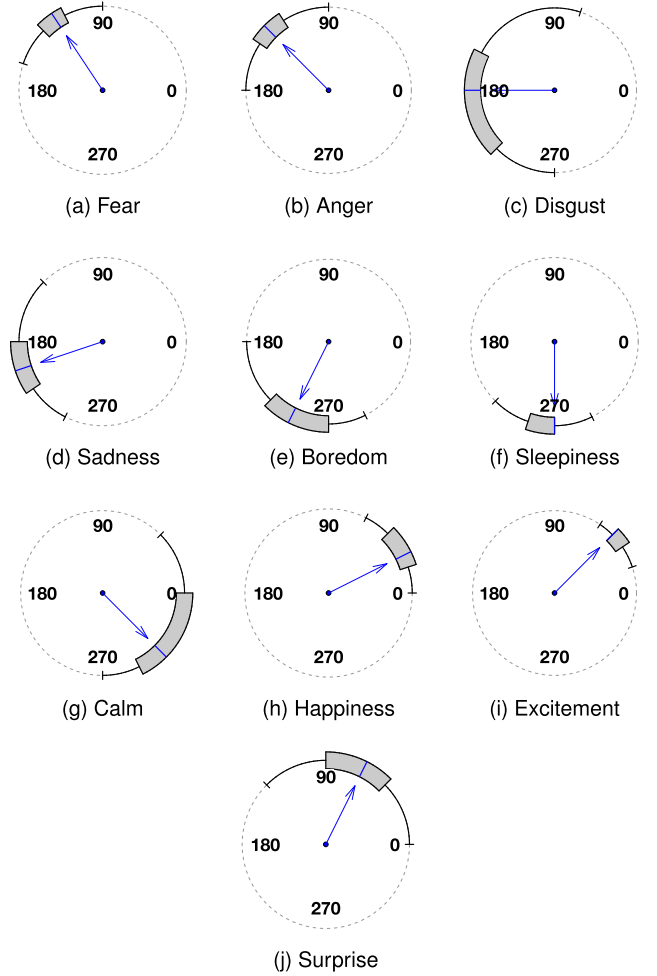 90 90 90
180 0 180 0 180 0
270 270 270
(a) Fear (b) Anger (c) Disgust
90 90 90
180 0 180 0 180 0
270 270 270
(d) Sadness (e) Boredom (f) Sleepiness
90 90 90
180 0 180 0 180 0
270 270 270
(g) Calm (h) Happiness (i) Excitement
90
180 0
270
(j) Surprise